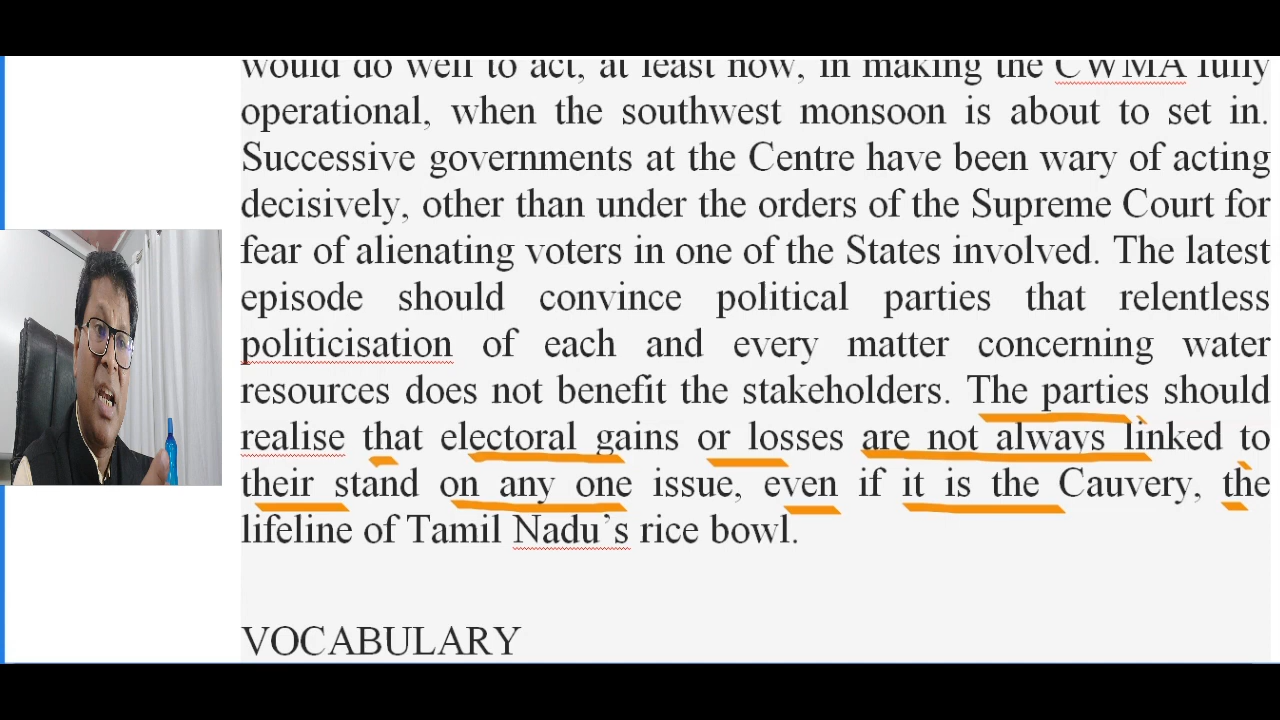 would do well to act, at least now, in making the CWMA fully
operational, when the southwest monsoon is about to set in.
Successive governments at the Centre have been wary of acting
decisively, other than under the orders of the Supreme Court for
fear of alienating voters in one of the States involved. The latest
episode should convince political parties that relentless
politicisation of each and every matter concerning water
resources does not benefit the stakeholders. The parties should
realise that electoral gains or losses are not always linked to
their stand on any one issue, even if it is the Cauvery, the
lifeline of Tamil Nadu’s rice bowl.
VOCABULARY